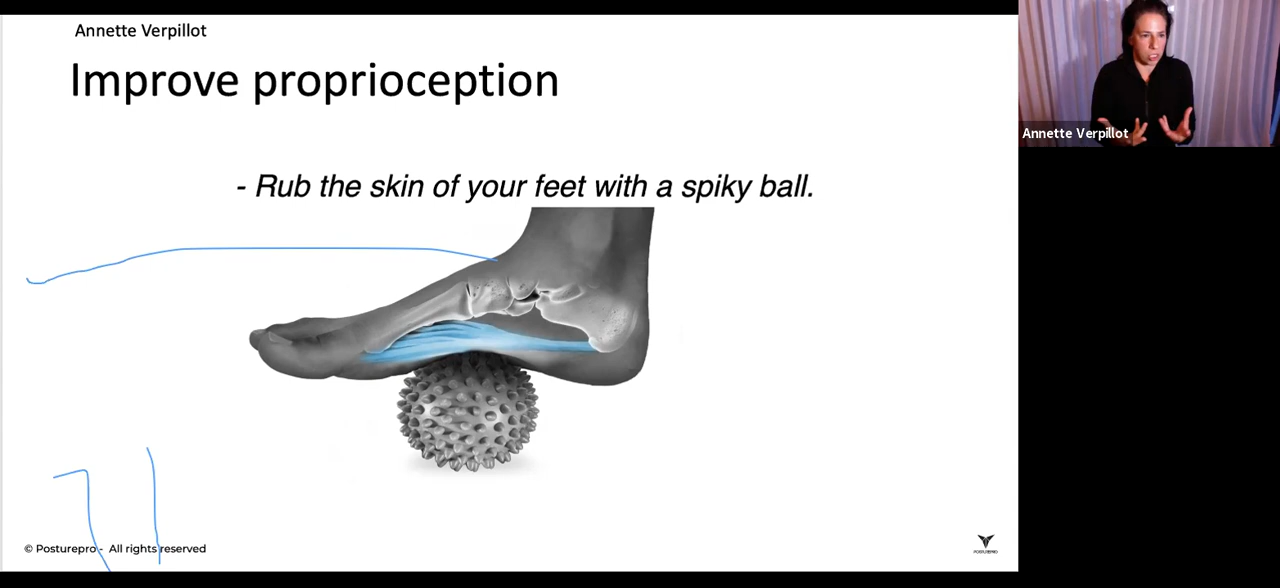 Annette Verpillot
Improve proprioception
- Rub the skin of your feet with a spiky ball.
Annette Verpillot
© Posturepro - All rights reserved
POSTUREPRO